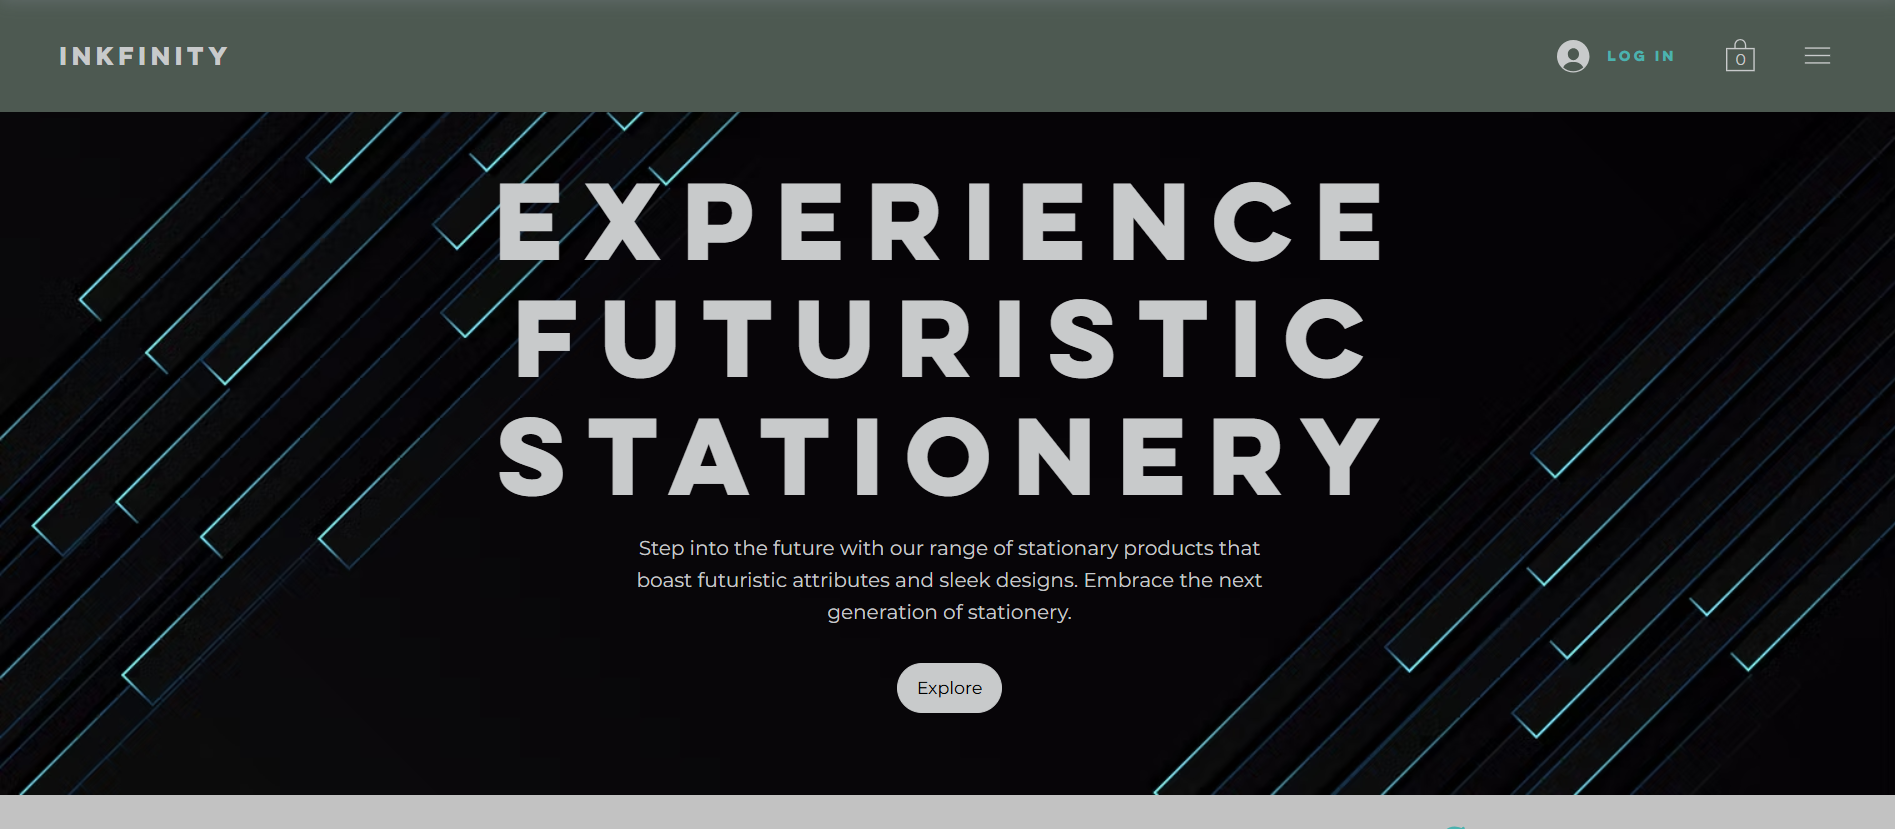 INKFINITY
LOG IN
0
EXPERIENCE
FUTURISTIC
STATIONERY
Step into the future with our range of stationary products that
boast futuristic attributes and sleek designs. Embrace the next
generation of stationery.
Explore